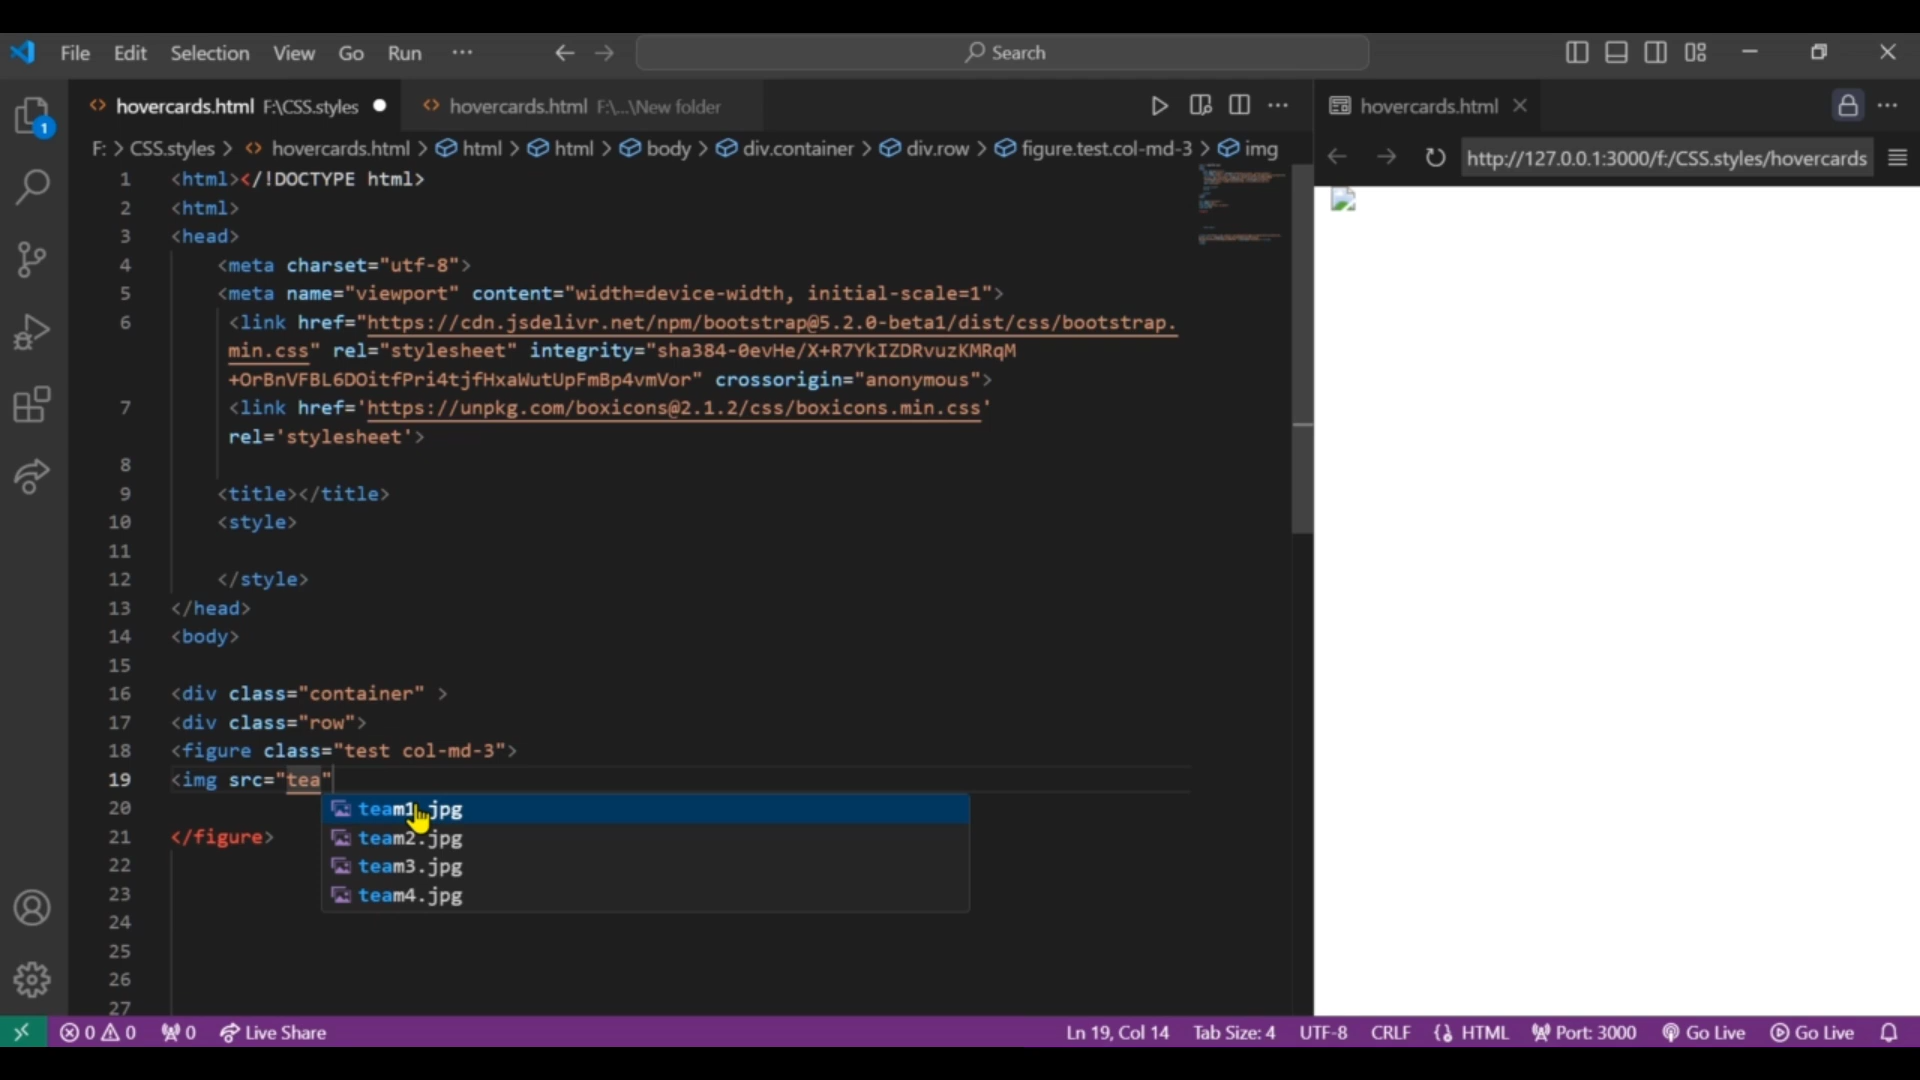 File Edit Selection View Go Run ··· Search
hovercards.html F:\CSS.styles hovercards.html F:\...\New folder hovercards.html
F: > CSS.styles > hovercards.html > html > html > body > div.container > div.row > figure.test.col-md-3 > img
http://127.0.0.1:3000/f:/CSS.styles/hovercards
1
1 <html></!DOCTYPE html>
2 <html>
3 <head>
4 <meta charset="utf-8">
5 <meta name="viewport" content="width=device-width, initial-scale=1">
6 <link href="https://cdn.jsdelivr.net/npm/bootstrap@5.2.0-beta1/dist/css/bootstrap.
min.css" rel="stylesheet" integrity="sha384-0evHe/X+R7YkIZDRvuzKMRqM
+OrBnVFBL6DOitfPri4tjfHxaWutUpFmBp4vmVor" crossorigin="anonymous">
7 <link href='https://unpkg.com/boxicons@2.1.2/css/boxicons.min.css'
rel='stylesheet'>
8
9 <title></title>
10 <style>
11
12 </style>
13 </head>
14 <body>
15
16 <div class="container" >
17 <div class="row">
18 <figure class="test col-md-3">
19 <img src="tea"
20 team1.jpg
team2.jpg
21 </figure>
22 team3.jpg
23 team4.jpg
24
25
26
27
0 0 0 Live Share Ln 19, Col 14 Tab Size: 4 UTF-8 CRLF HTML Port: 3000 Go Live Go Live